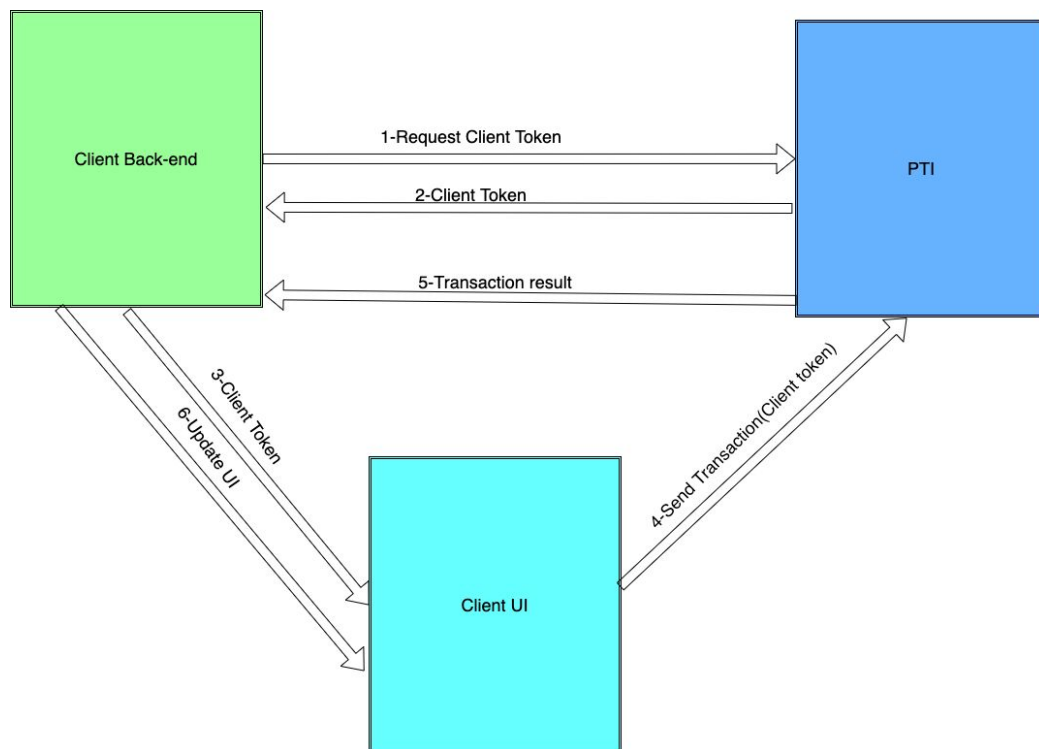 1-Request Client Token
Client Back-end
PTI
2-Client Token
5-Transaction result
3-Client Token
6-Update UI
4-Send Transaction(Client token)
Client UI